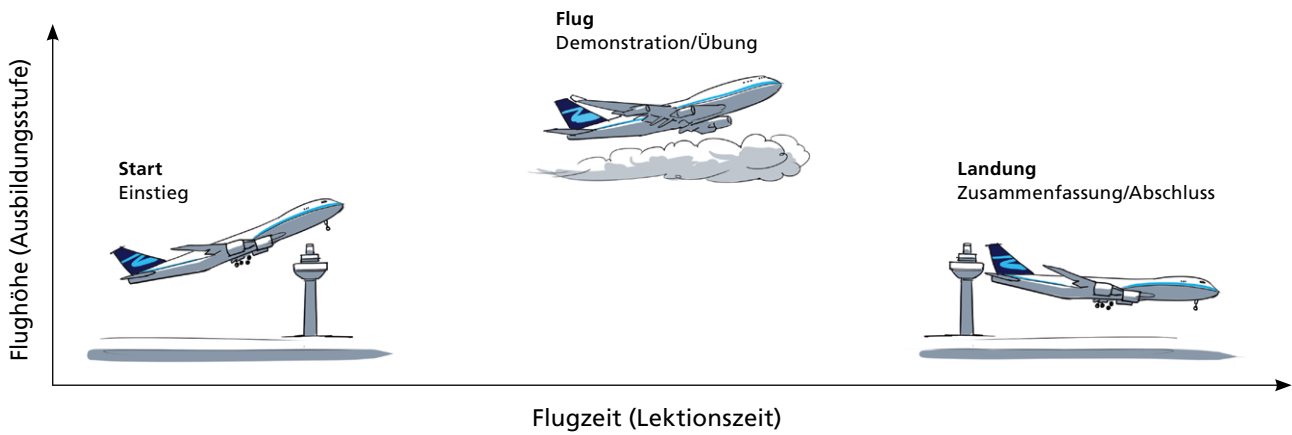 Flug
Demonstration/Übung
Start
Einstieg
Landung
Zusammenfassung/Abschluss
Flughöhe (Ausbildungsstufe)
Flugzeit (Lektionszeit)